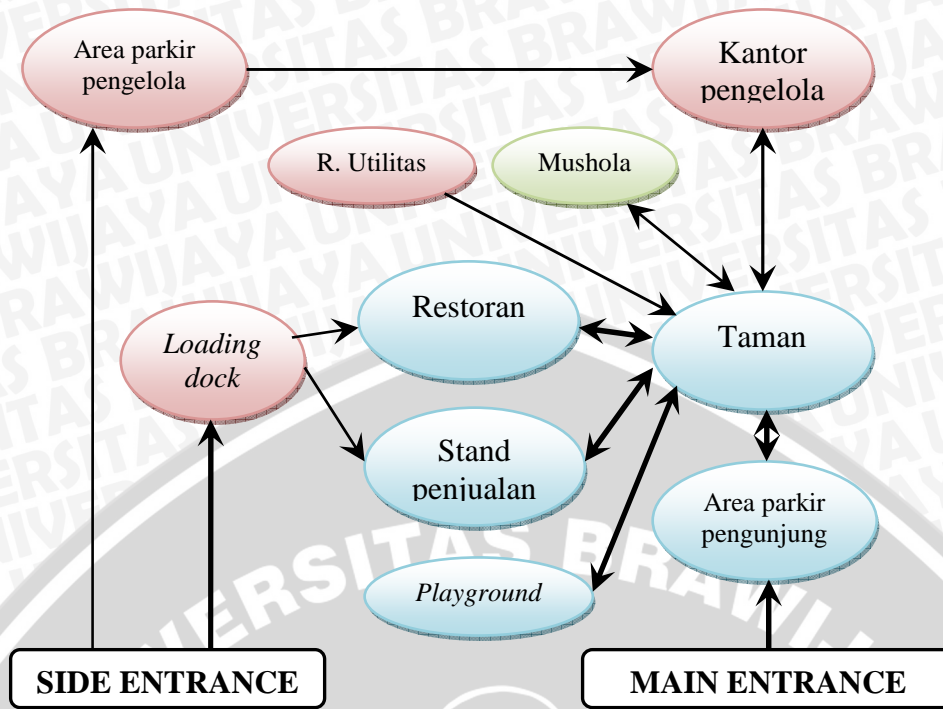 Area parkir
pengelola
Kantor
pengelola
R. Utilitas
Mushola
Restoran
Taman
Loading
dock
Stand
penjualan
Area parkir
pengunjung
Playground
SIDE ENTRANCE
MAIN ENTRANCE